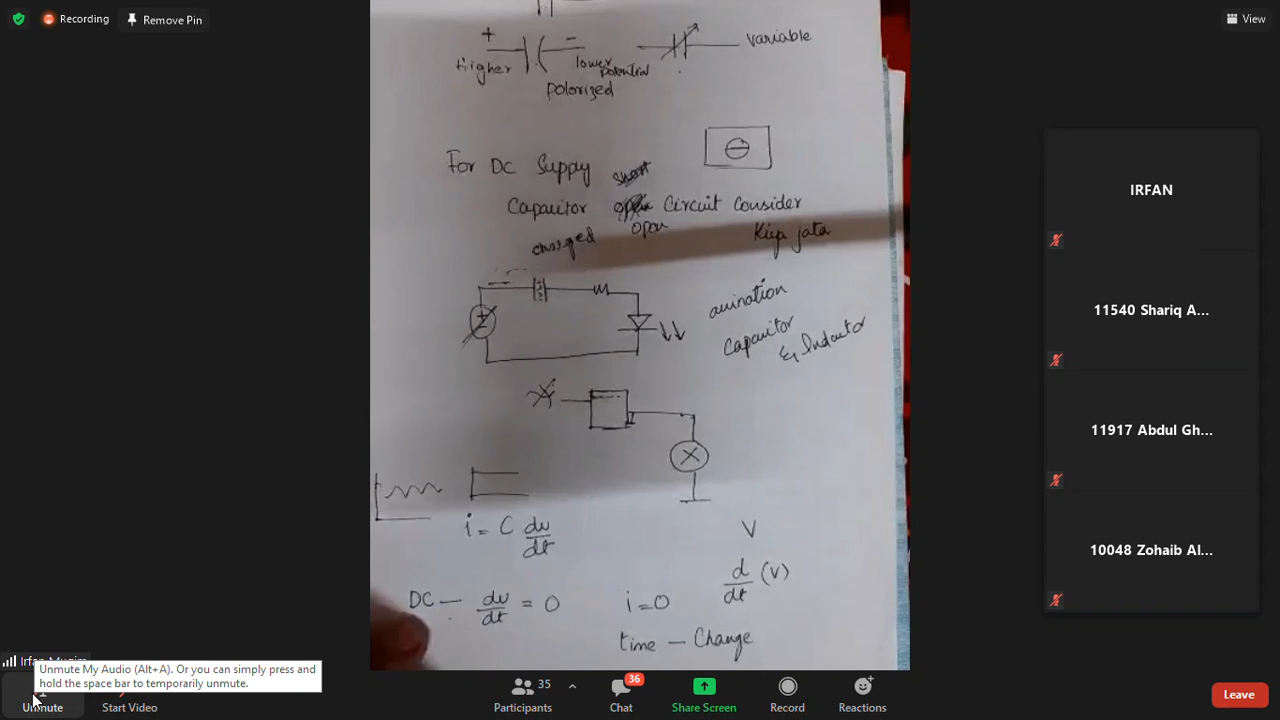 Recording
Remove Pin
View
+
-
Higher
lower
potential
polorized
variable
For DC Supply
Capacitor Circuit Consider
charged open Kiya jata
Capacitor
& Inductor
i = C dv/dt
V
d/dt (v)
DC — dv/dt = 0
i = 0
time — Change
IRFAN
11540 Shariq A...
11917 Abdul Gh...
10048 Zohaib Al...
Unmute My Audio (Alt+A). Or you can simply press and
hold the space bar to temporarily unmute.
Unmute
Start Video
35
Participants
36
Chat
Share Screen
Record
Reactions
Leave